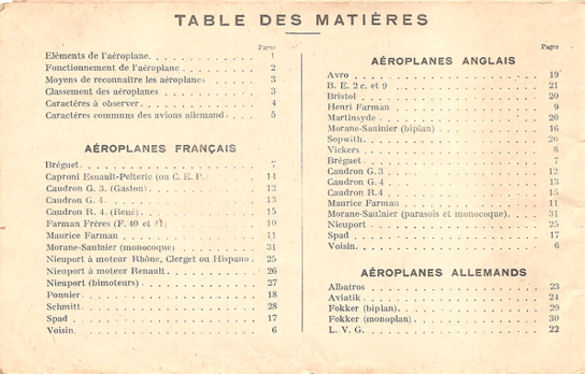 TABLE DES MATIÈRES
Pages
Eléments de l'aéroplane. 1
Fonctionnement de l'aéroplane 2
Moyens de reconnaître les aéroplanes 3
Classement des aéroplanes 3
Caractères à observer 4
Caractères communs des avions allemands 5
AÉROPLANES FRANÇAIS
Bréguet 7
Caproni Esnault-Pelterie (ou C. E. P. 14
Caudron G. 3. (Gaston) 12
Caudron G. 4. 13
Caudron R. 4. (René) 15
Farman Frères (F. 40 et 41) 10
Maurice Farman 11
Morane-Saulnier (monocoque) 31
Nieuport à moteur Rhône, Clerget ou Hispano 25
Nieuport à moteur Renault 26
Nieuport (bimoteurs) 27
Ponnier 18
Schmitt 28
Spad 17
Voisin 6
Pages
AÉROPLANES ANGLAIS
Avro 19
B. E. 2 c. et 9 21
Bristol 20
Henri Farman 9
Martinsyde 20
Morane-Saulnier (biplan) 16
Sopwith 26
Vickers 8
Bréguet 7
Caudron G. 3 12
Caudron G. 4 13
Caudron R. 4 15
Maurice Farman 11
Morane-Saulnier (parasols et monocoque) 31
Nieuport 25
Spad 17
Voisin 6
AÉROPLANES ALLEMANDS
Albatros 23
Aviatik 24
Fokker (biplan) 29
Fokker (monoplan) 30
L. V. G. 22